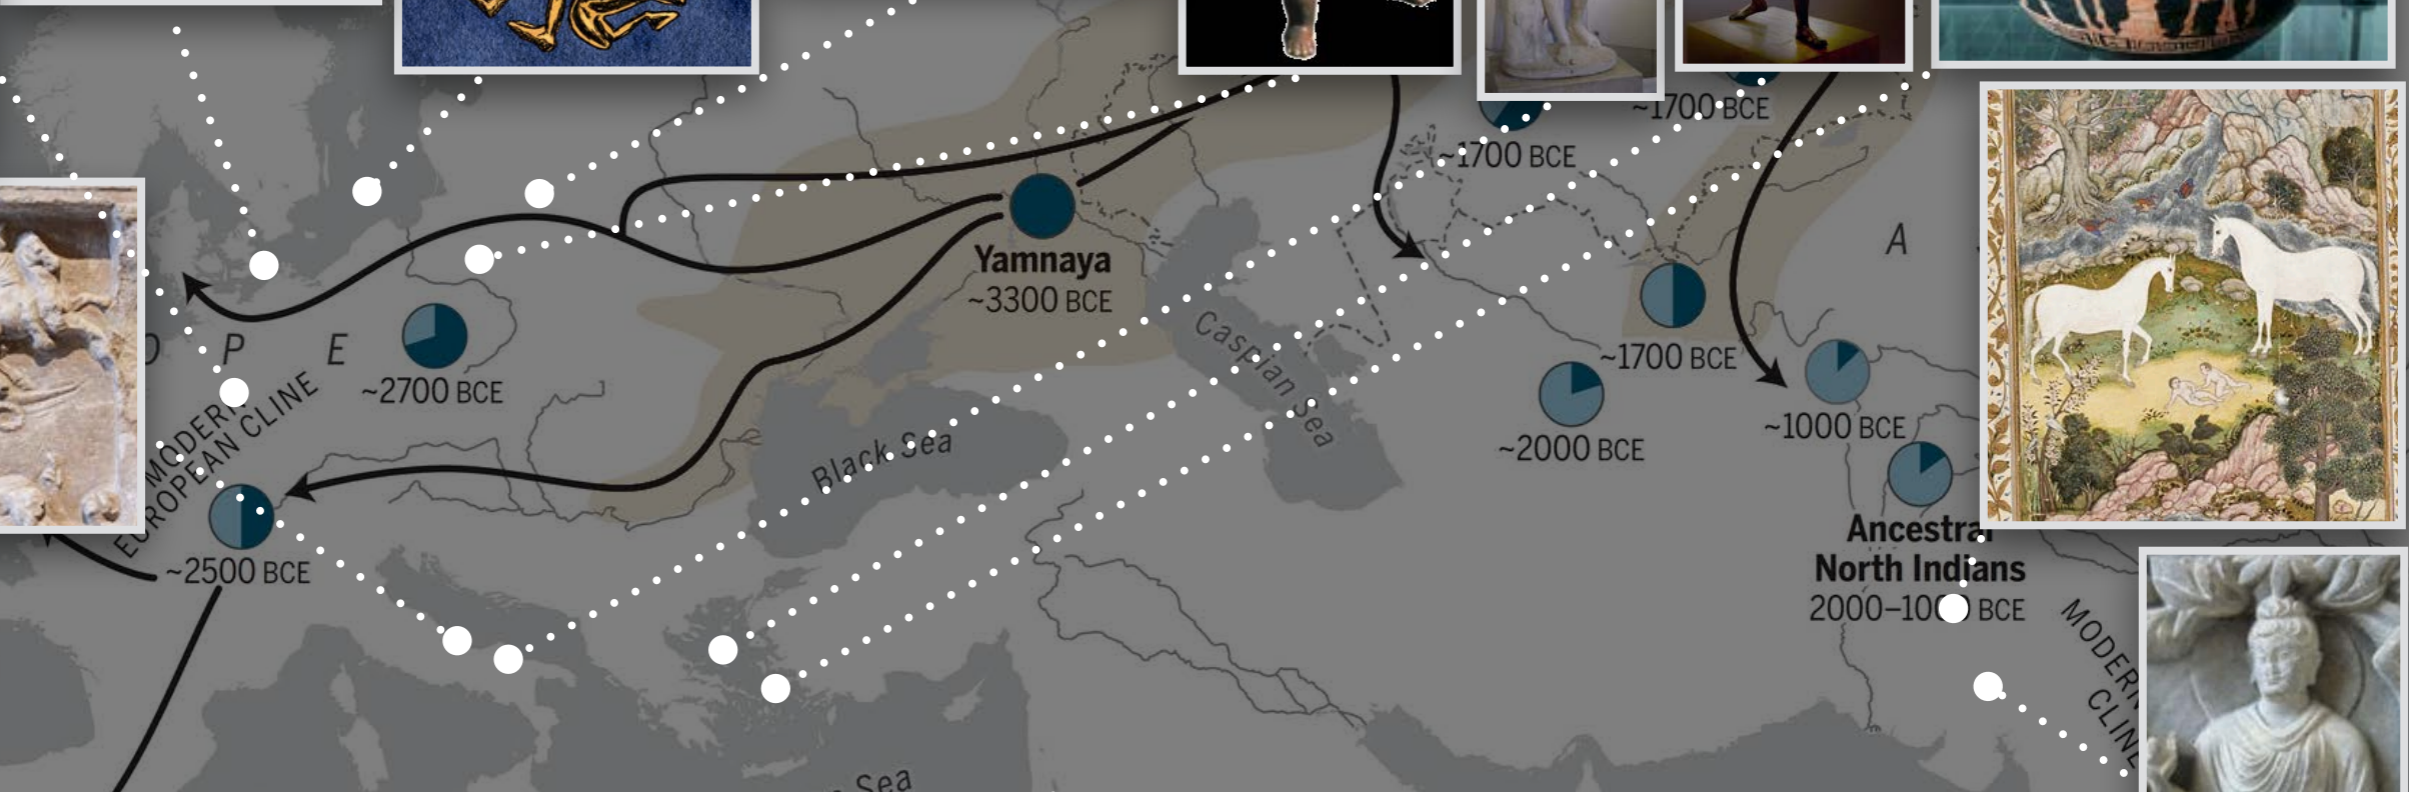 ~1700 BCE
~1700 BCE
Yamnaya
~3300 BCE
A
O P E
~2700 BCE
Caspian Sea
~1700 BCE
~2000 BCE
~1000 BCE
MODERN
EUROPEAN CLINE
Black Sea
~2500 BCE
Ancestral
North Indians
2000–1000 BCE
MODERN
CLINE
Sea